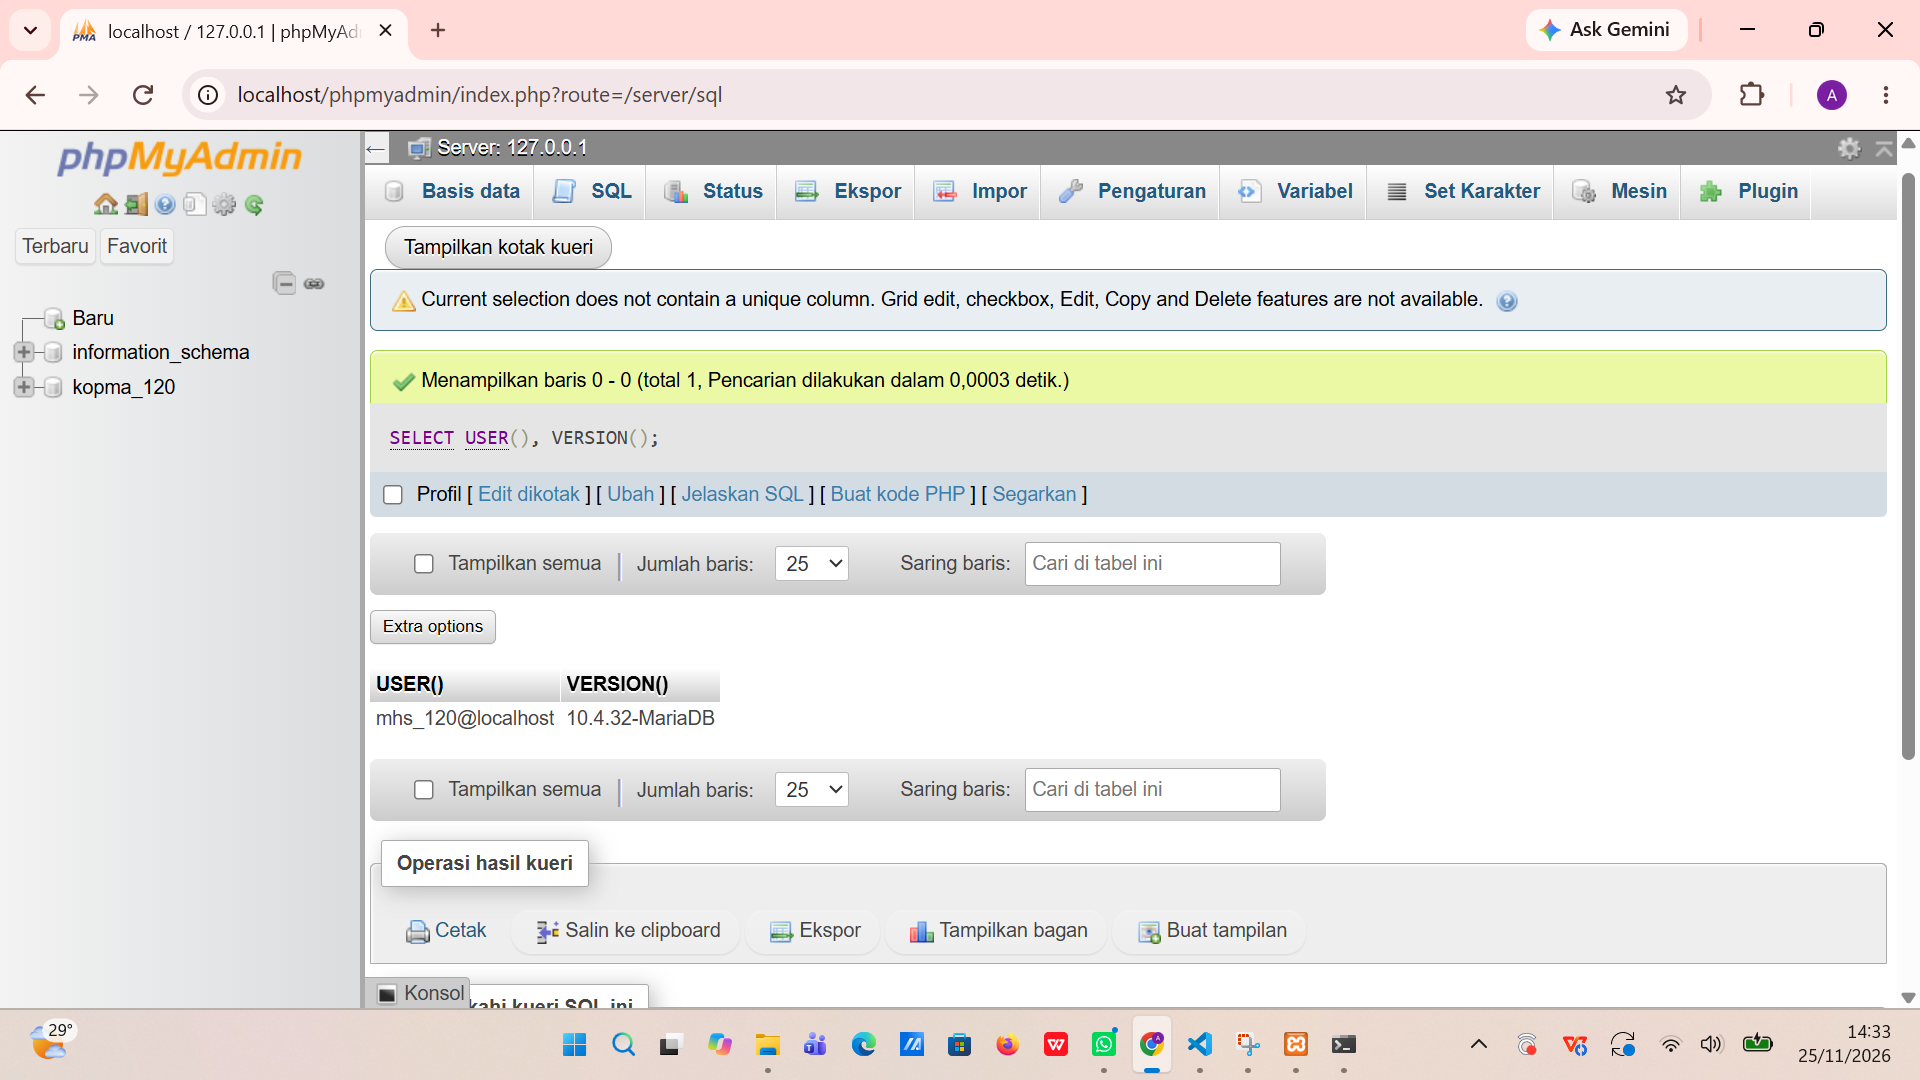 localhost / 127.0.0.1 | phpMyAd
Ask Gemini
localhost/phpmyadmin/index.php?route=/server/sql
A
phpMyAdmin
Terbaru Favorit
Baru
information_schema
kopma_120
Server: 127.0.0.1
Basis data SQL Status Ekspor Impor Pengaturan Variabel Set Karakter Mesin Plugin
Tampilkan kotak kueri
Current selection does not contain a unique column. Grid edit, checkbox, Edit, Copy and Delete features are not available.
Menampilkan baris 0 - 0 (total 1, Pencarian dilakukan dalam 0,0003 detik.)
SELECT USER(), VERSION();
Profil [ Edit dikotak ] [ Ubah ] [ Jelaskan SQL ] [ Buat kode PHP ] [ Segarkan ]
Tampilkan semua Jumlah baris: 25 Saring baris: Cari di tabel ini
Extra options
USER() VERSION()
mhs_120@localhost 10.4.32-MariaDB
Tampilkan semua Jumlah baris: 25 Saring baris: Cari di tabel ini
Operasi hasil kueri
Cetak Salin ke clipboard Ekspor Tampilkan bagan Buat tampilan
Konsol
kueri SQL ini
29°
14:33
25/11/2026